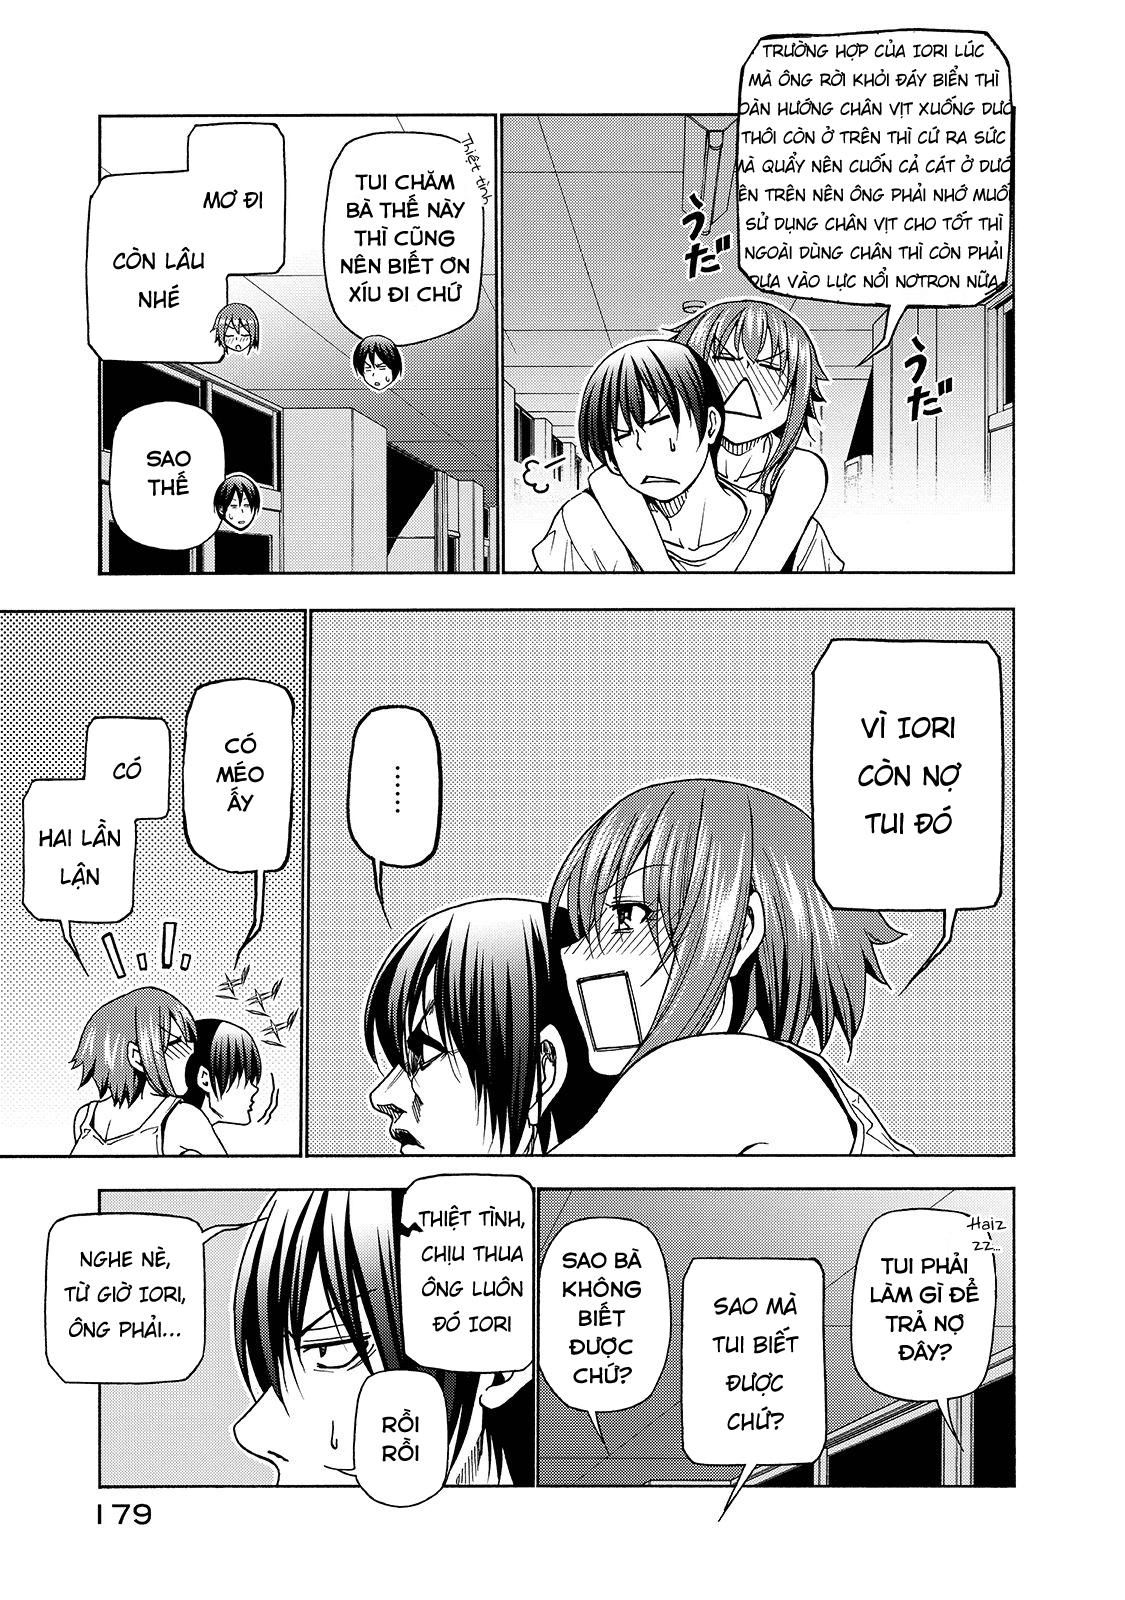 TRƯỜNG HỢP CỦA IORI LÚC
MÀ ÔNG RỜI KHỎI ĐÁY BIỂN THÌ
HƯỚNG CHÂN VỊT XUỐNG
THÔI CÒN Ở TRÊN THÌ CỨ RA SỨC
MÀ QUẨY NÊN CUỐN CẢ CÁT Ở
TRÊN NÊN ÔNG PHẢI NHỚ
SỬ DỤNG CHÂN VỊT CHO TỐT THÌ
NGOÀI DÙNG CHÂN THÌ CÒN PHẢI
DỰA VÀO LỰC NỔI NƠTRON NỮA
うだ
うだ
Thiệt tình
TUI CHĂM
BÀ THẾ NÀY
THÌ CŨNG
NÊN BIẾT ƠN
XÍU ĐI CHỨ
MƠ ĐI
CÒN LÂU
NHÉ
SAO
THẾ
VÌ IORI
CÒN NỢ
TUI ĐÓ
......
CÓ
MÉO
ẤY
CÓ
HAI LẦN
LẬN
Haiz
zz...
TUI PHẢI
LÀM GÌ ĐỂ
TRẢ NỢ
ĐÂY?
SAO MÀ
TUI BIẾT
ĐƯỢC
CHỨ?
SAO BÀ
KHÔNG
BIẾT
ĐƯỢC
CHỨ?
THIỆT TÌNH,
CHỊU THUA
ÔNG LUÔN
ĐÓ IORI
RỒI
RỒI
NGHE NÈ,
TỪ GIỜ IORI,
ÔNG PHẢI...
179